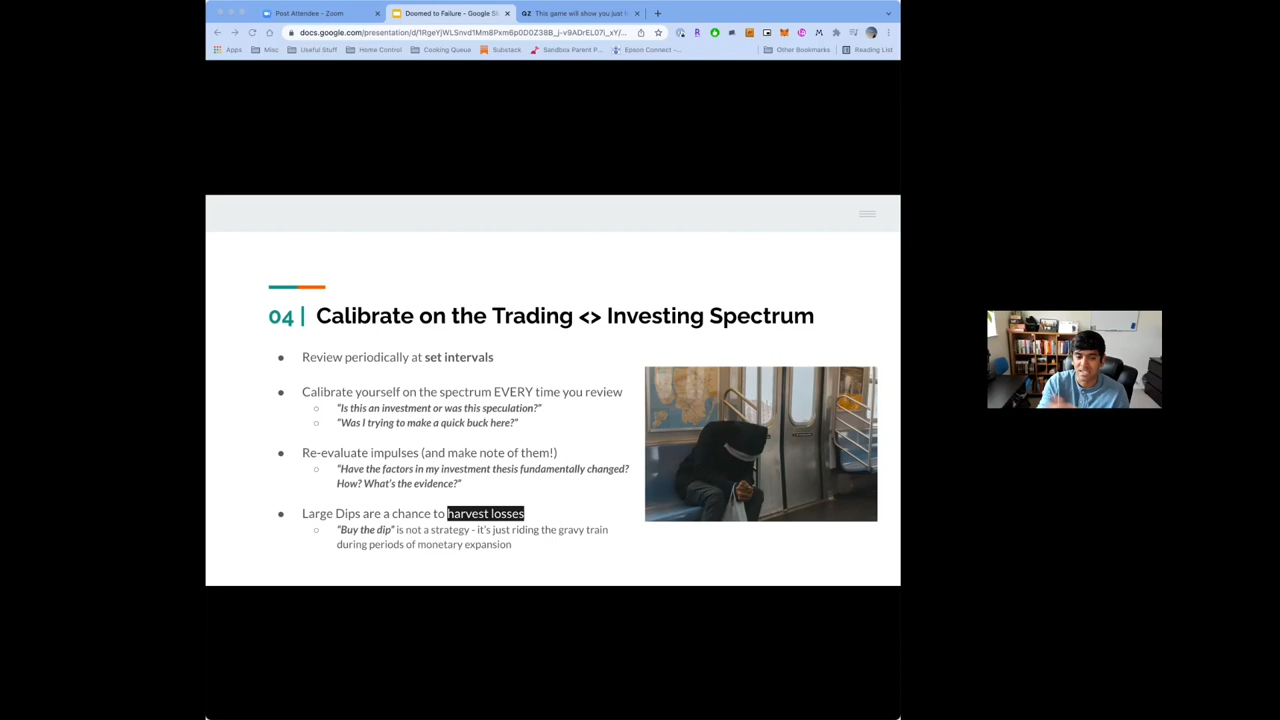 Post Attendee - Zoom
Doomed to Failure - Google Sl
GZ This game will show you just
docs.google.com/presentation/d/1RgeYjWLSnvd1Mm8Pxm6p0D0Z38B_j-v9ADrEL07l_xY/...
Apps Misc Useful Stuff Home Control Cooking Queue Substack Sandbox Parent P... Epson Connect -... Other Bookmarks Reading List
04 | Calibrate on the Trading <> Investing Spectrum
● Review periodically at set intervals
● Calibrate yourself on the spectrum EVERY time you review
○ “Is this an investment or was this speculation?”
○ “Was I trying to make a quick buck here?”
● Re-evaluate impulses (and make note of them!)
○ “Have the factors in my investment thesis fundamentally changed?
How? What’s the evidence?”
● Large Dips are a chance to harvest losses
○ “Buy the dip” is not a strategy - it’s just riding the gravy train
during periods of monetary expansion